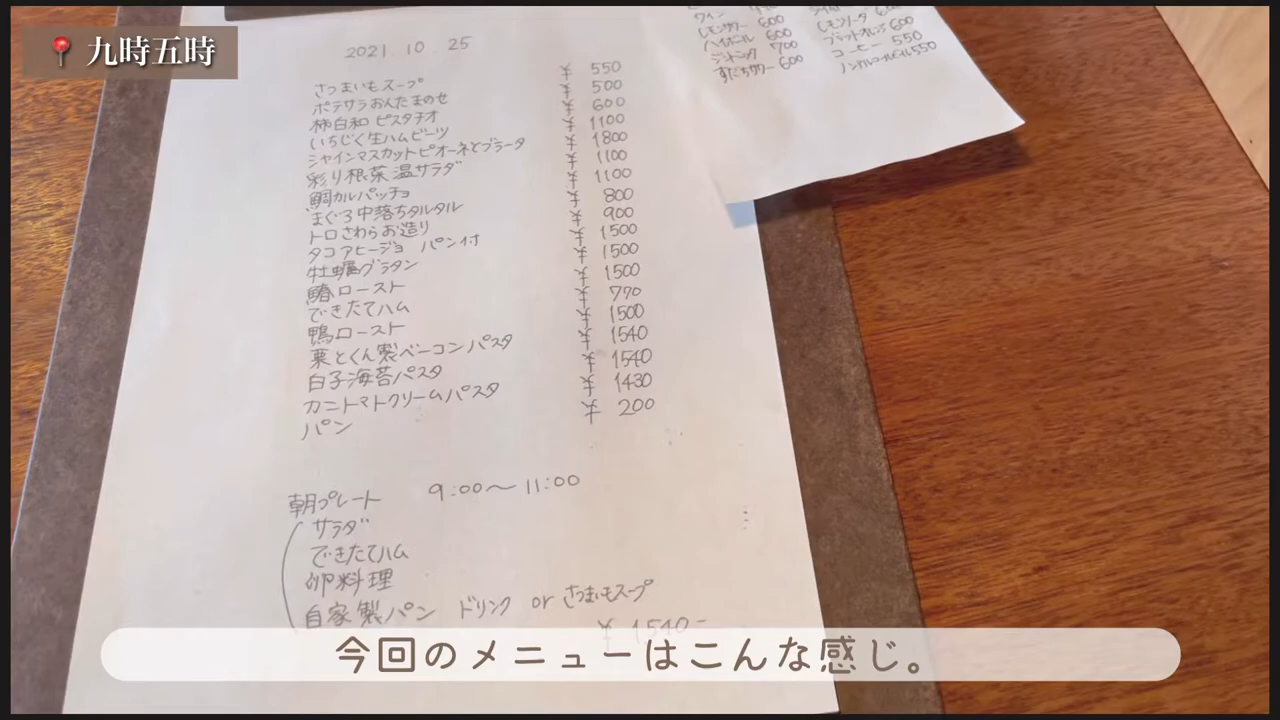 九時五時
2021.10.25
さつまいもスープ ¥ 550
ポテサラおんたまのせ ¥ 500
柿白和 ピスタチオ ¥ 600
いちじく生ハムビーツ ¥ 1100
シャインマスカットピオーネとブラータ ¥ 1800
彩り根菜温サラダ ¥ 1100
鯛カルパッチョ ¥ 1100
まぐろ中落ちタルタル ¥ 800
トロさわらお造り ¥ 900
タコアヒージョ パン付 ¥ 1500
牡蠣グラタン ¥ 1500
鰆ロースト ¥ 1500
できたてハム ¥ 770
鴨ロースト ¥ 1500
栗とくん製ベーコンパスタ ¥ 1540
白子海苔パスタ ¥ 1540
カニトマトクリームパスタ ¥ 1430
パン ¥ 200
朝プレート 9:00〜11:00
サラダ
できたてハム
卵料理
自家製パン ドリンク or さつまいもスープ
¥ 1540-
ワイン
レモンサワー 600
ハイボール 600
ジントニック 700
すだちサワー 600
レモンソーダ
ブラッドオレンジ 600
コーヒー 550
ノンアルコールビール 550
今回のメニューはこんな感じ。